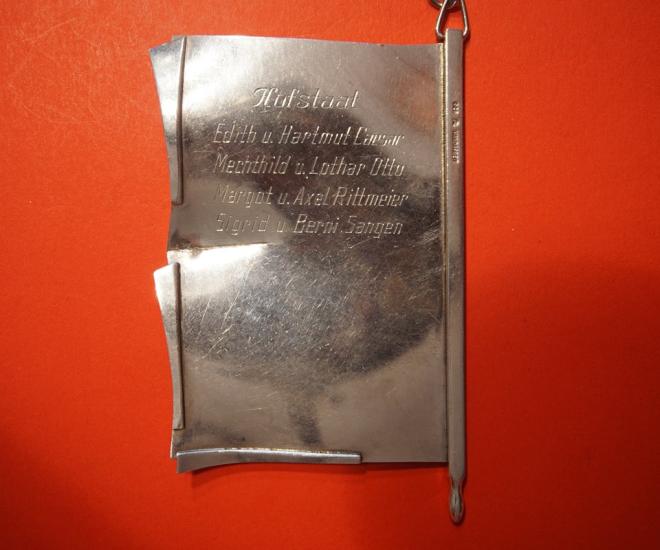 Hofstaat
Edith u. Hartmut Caesar
Mechthild u. Lothar Otto
Margot u. Axel Rittmeier
Sigrid u. Berni Sangen